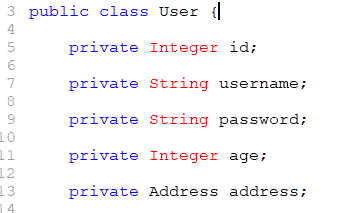 3 public class User {
4
5 private Integer id;
6
7 private String username;
8
9 private String password;
10
11 private Integer age;
12
13 private Address address;
14